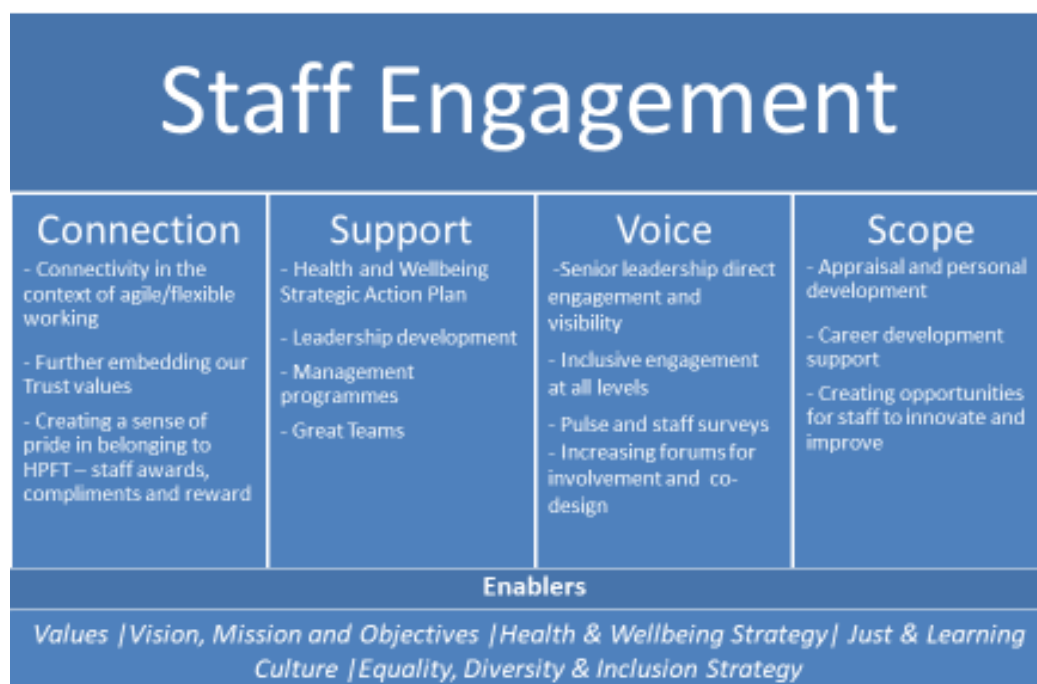 Staff Engagement
Connection
- Connectivity in the
context of agile/flexible
working
- Further embedding our
Trust values
- Creating a sense of
pride in belonging to
HPFT – staff awards,
compliments and reward
Support
- Health and Wellbeing
Strategic Action Plan
- Leadership development
- Management
programmes
- Great Teams
Voice
-Senior leadership direct
engagement and
visibility
- Inclusive engagement
at all levels
- Pulse and staff surveys
- Increasing forums for
involvement and co-
design
Scope
- Appraisal and personal
development
- Career development
support
- Creating opportunities
for staff to innovate and
improve
Enablers
Values |Vision, Mission and Objectives |Health & Wellbeing Strategy| Just & Learning
Culture |Equality, Diversity & Inclusion Strategy